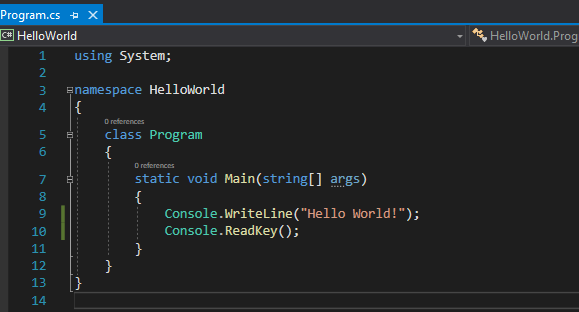 Program.cs
C# HelloWorld HelloWorld.Prog
1 using System;
2
3 namespace HelloWorld
4 {
0 references
5 class Program
6 {
0 references
7 static void Main(string[] args)
8 {
9 Console.WriteLine("Hello World!");
10 Console.ReadKey();
11 }
12 }
13 }
14